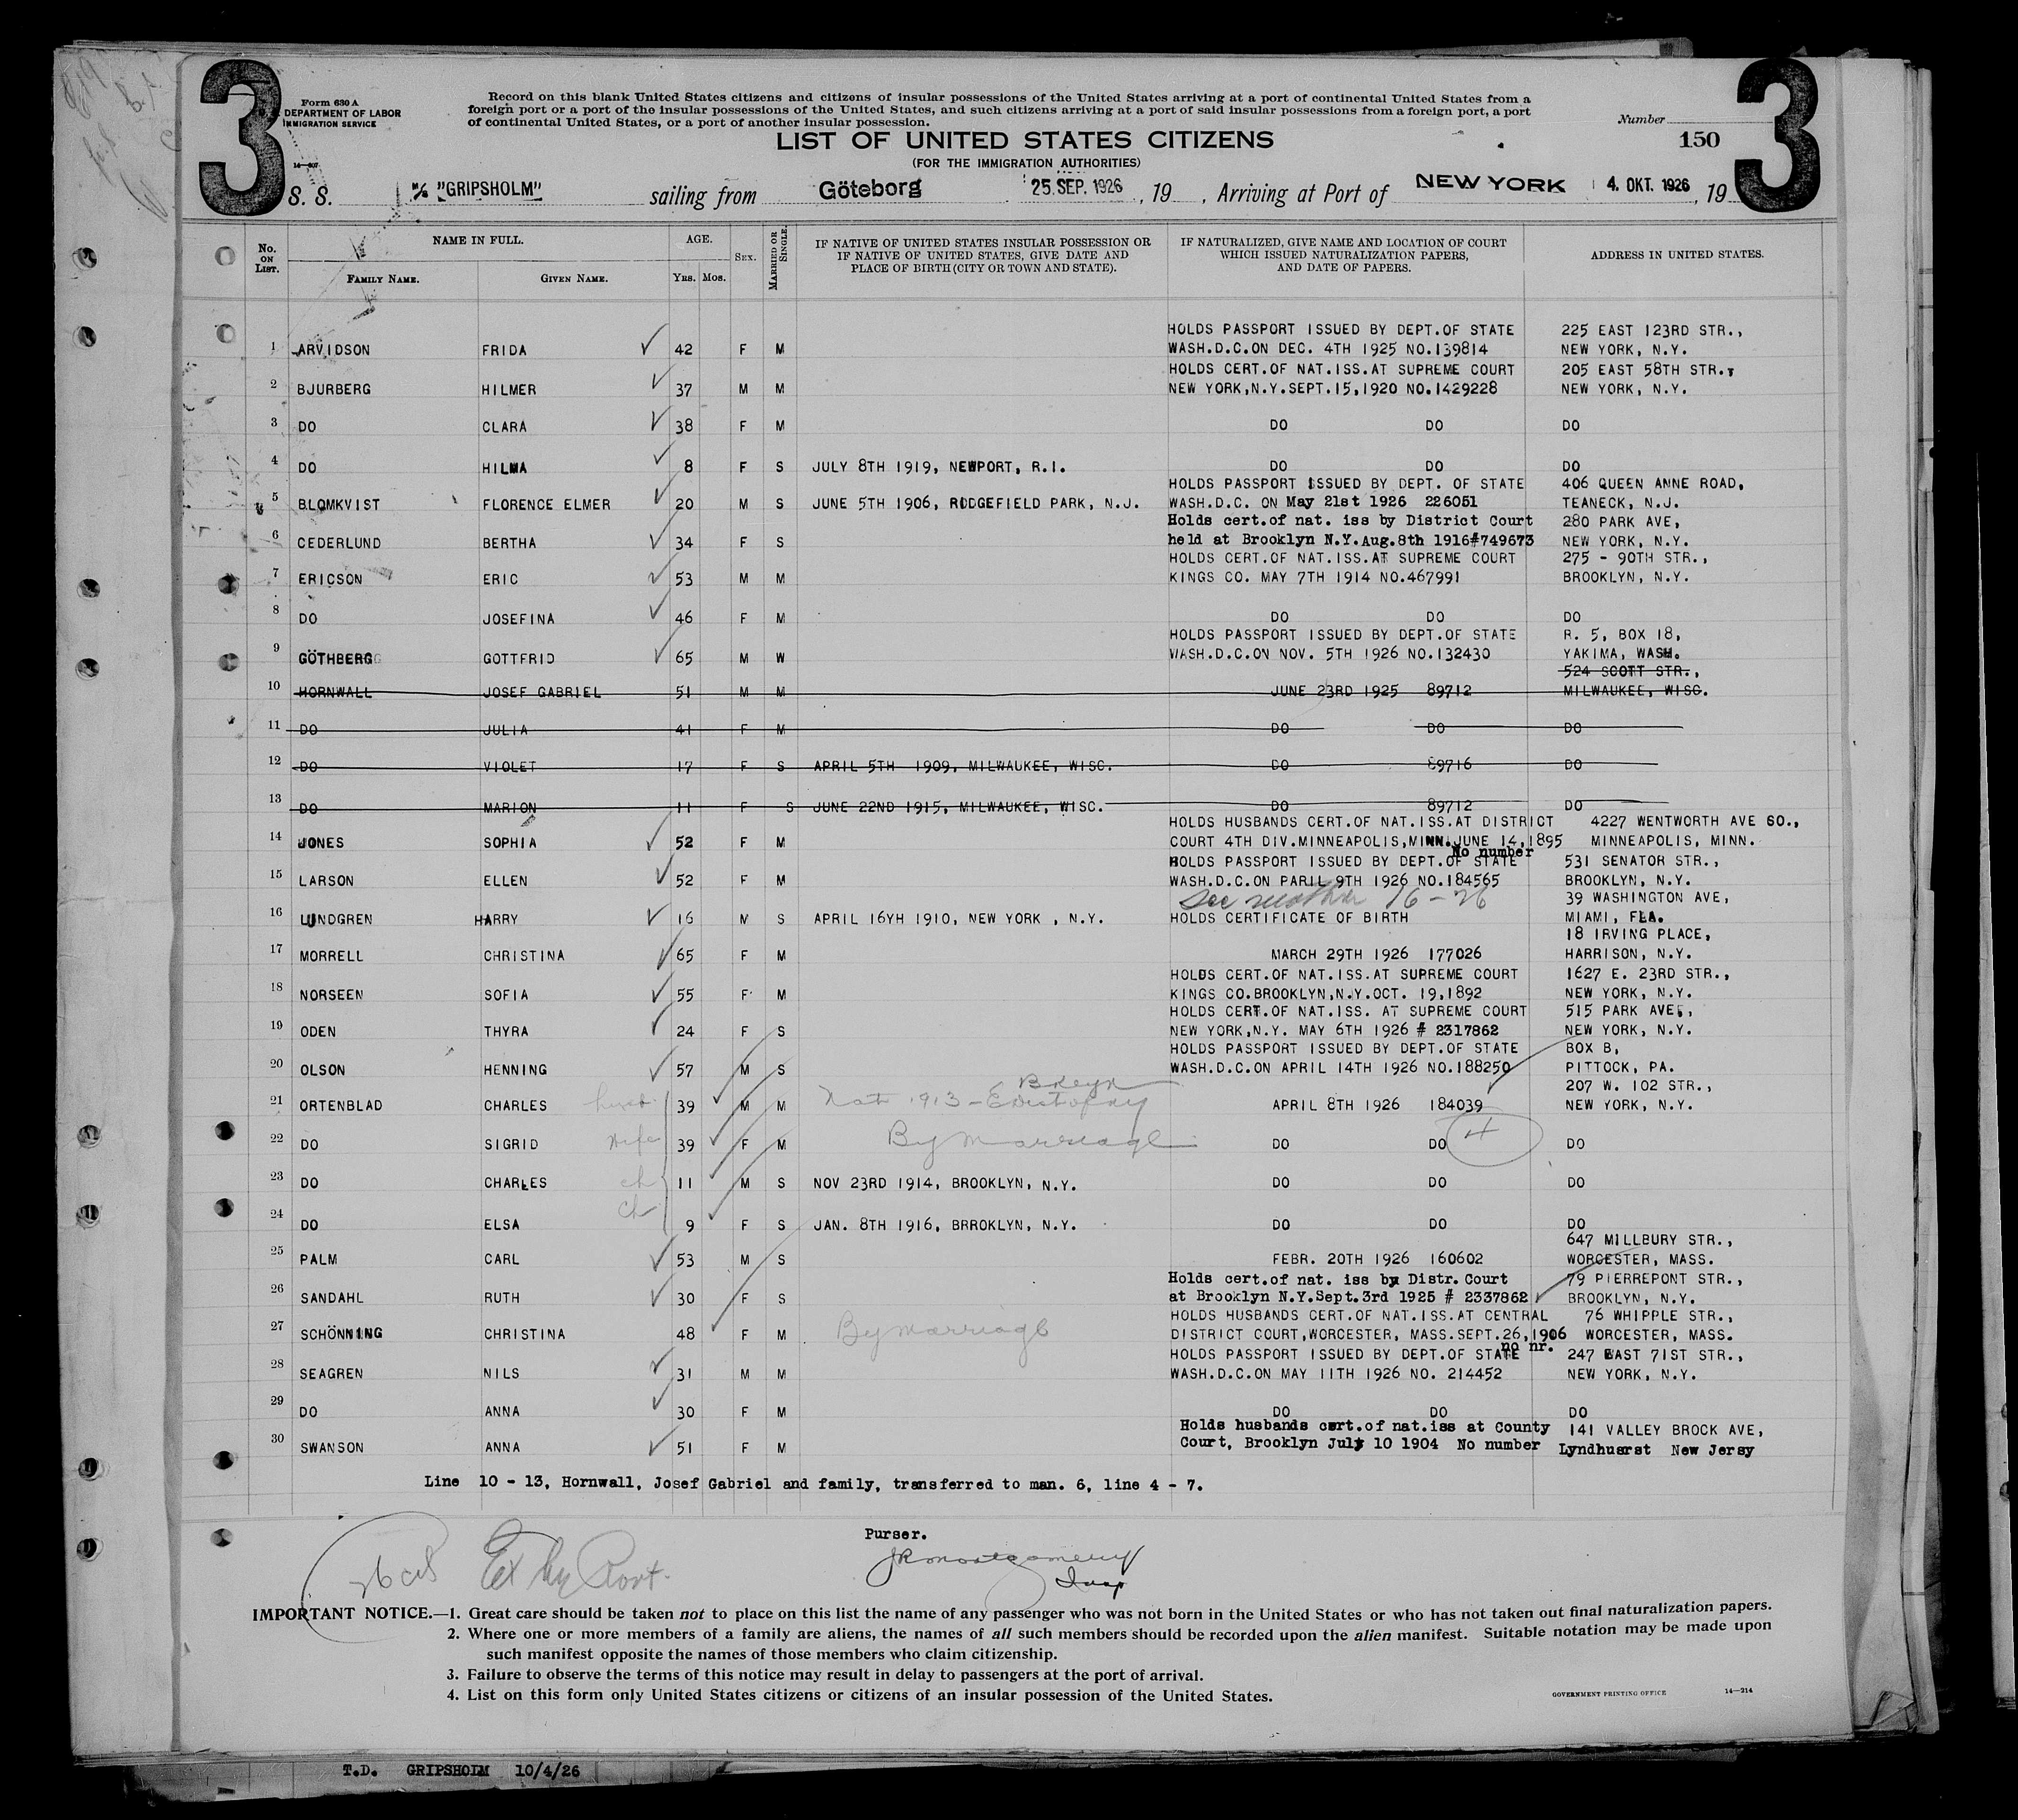 3
3
Form 630 A
DEPARTMENT OF LABOR
IMMIGRATION SERVICE
Record on this blank United States citizens and citizens of insular possessions of the United States arriving at a port of continental United States from a
foreign port or a port of the insular possessions of the United States, and such citizens arriving at a port of said insular possessions from a foreign port, a port
of continental United States, or a port of another insular possession.
Number
150
LIST OF UNITED STATES CITIZENS
(FOR THE IMMIGRATION AUTHORITIES)
S. S. M/S "GRIPSHOLM" sailing from Göteborg 25. SEP. 1926, 19 , Arriving at Port of NEW YORK 4. OKT. 1926, 19
No. ON LIST. NAME IN FULL. AGE. SEX. MARRIED OR SINGLE. IF NATIVE OF UNITED STATES INSULAR POSSESSION OR IF NATIVE OF UNITED STATES, GIVE DATE AND PLACE OF BIRTH (CITY OR TOWN AND STATE). IF NATURALIZED, GIVE NAME AND LOCATION OF COURT WHICH ISSUED NATURALIZATION PAPERS, AND DATE OF PAPERS. ADDRESS IN UNITED STATES.
FAMILY NAME. GIVEN NAME. YRS. MOS.
HOLDS PASSPORT ISSUED BY DEPT.OF STATE 225 EAST 123RD STR.,
1 ARVIDSON FRIDA 42 F M WASH.D.C.ON DEC. 4TH 1925 NO.139814 NEW YORK, N.Y.
HOLDS CERT.OF NAT.ISS.AT SUPREME COURT 205 EAST 58TH STR.,
2 BJURBERG HILMER 37 M M NEW YORK,N.Y.SEPT.15,1920 NO.1429228 NEW YORK, N.Y.
3 DO CLARA 38 F M DO DO DO
4 DO HILMA 8 F S JULY 8TH 1919, NEWPORT, R.I. DO DO DO
HOLDS PASSPORT ISSUED BY DEPT. OF STATE 406 QUEEN ANNE ROAD,
5 BLOMKVIST FLORENCE ELMER 20 M S JUNE 5TH 1906, RIDGEFIELD PARK, N.J. WASH.D.C. ON May 21st 1926 226051 TEANECK, N.J.
Holds cert.of nat. iss by District Court 280 PARK AVE,
6 CEDERLUND BERTHA 34 F S held at Brooklyn N.Y.Aug.8th 1916#749673 NEW YORK, N.Y.
HOLDS CERT.OF NAT.ISS.AT SUPREME COURT 275 - 90TH STR.,
7 ERICSON ERIC 53 M M KINGS CO. MAY 7TH 1914 NO.467991 BROOKLYN, N.Y.
8 DO JOSEFINA 46 F M DO DO DO
HOLDS PASSPORT ISSUED BY DEPT.OF STATE R. 5, BOX 18,
9 GÖTHBERG GOTTFRID 65 M W WASH.D.C.ON NOV. 5TH 1926 NO.132430 YAKIMA, WASH.
524 SCOTT STR.,
10 HORNWALL JOSEF GABRIEL 51 M M JUNE 23RD 1925 89712 MILWAUKEE, WISC.
11 DO JULIA 41 F M DO DO DO
12 DO VIOLET 17 F S APRIL 5TH 1909, MILWAUKEE, WISC. DO 89716 DO
13 DO MARION 11 F S JUNE 22ND 1915, MILWAUKEE, WISC. DO 89712 DO
HOLDS HUSBANDS CERT.OF NAT.ISS.AT DISTRICT 4227 WENTWORTH AVE SO.,
14 JONES SOPHIA 52 F M COURT 4TH DIV.MINNEAPOLIS,MINN.JUNE 14,1895 MINNEAPOLIS, MINN.
No number
HOLDS PASSPORT ISSUED BY DEPT.OF STATE 531 SENATOR STR.,
15 LARSON ELLEN 52 F M WASH.D.C.ON PARIL 9TH 1926 NO.184565 BROOKLYN, N.Y.
See mother 16-26 39 WASHINGTON AVE,
16 LUNDGREN HARRY 16 M S APRIL 16YH 1910, NEW YORK , N.Y. HOLDS CERTIFICATE OF BIRTH MIAMI, FLA.
18 IRVING PLACE,
17 MORRELL CHRISTINA 65 F M MARCH 29TH 1926 177026 HARRISON, N.Y.
HOLDS CERT.OF NAT.ISS.AT SUPREME COURT 1627 E. 23RD STR.,
18 NORSEEN SOFIA 55 F M KINGS CO.BROOKLYN,N.Y.OCT. 19,1892 NEW YORK, N.Y.
HOLDS CERT.OF NAT.ISS. AT SUPREME COURT 515 PARK AVE,,
19 ODEN THYRA 24 F S NEW YORK,N.Y. MAY 6TH 1926 # 2317862 NEW YORK, N.Y.
HOLDS PASSPORT ISSUED BY DEPT.OF STATE BOX B,
20 OLSON HENNING 57 M S WASH.D.C.ON APRIL 14TH 1926 NO.188250 PITTOCK, PA.
Bklyn 207 W. 102 STR.,
21 ORTENBLAD CHARLES husb. 39 M M Nat. 1913 - E Dist of NY APRIL 8TH 1926 184039 NEW YORK, N.Y.
22 DO SIGRID wife 39 F M By marriage DO DO 4 DO
23 DO CHARLES ch 11 M S NOV 23RD 1914, BROOKLYN, N.Y. DO DO DO
24 DO ELSA ch 9 F S JAN. 8TH 1916, BRROKLYN, N.Y. DO DO DO
647 MILLBURY STR.,
25 PALM CARL 53 M S FEBR. 20TH 1926 160602 WORCESTER, MASS.
Holds cert.of nat. iss by Distr. Court 79 PIERREPONT STR.,
26 SANDAHL RUTH 30 F S at Brooklyn N.Y.Sept.3rd 1925 # 2337862 BROOKLYN, N.Y.
HOLDS HUSBANDS CERT.OF NAT.ISS.AT CENTRAL 76 WHIPPLE STR.,
27 SCHÖNNING CHRISTINA 48 F M By marriage DISTRICT COURT,WORCESTER, MASS.SEPT.26,1906 WORCESTER, MASS.
no nr.
HOLDS PASSPORT ISSUED BY DEPT.OF STATE 247 EAST 71ST STR.,
28 SEAGREN NILS 31 M M WASH.D.C.ON MAY 11TH 1926 NO. 214452 NEW YORK, N.Y.
29 DO ANNA 30 F M DO DO DO
Holds husbands cert.of nat.iss at County 141 VALLEY BROCK AVE,
30 SWANSON ANNA 51 F M Court, Brooklyn July 10 1904 No number Lyndhusrst New Jersy
Line 10 - 13, Hornwall, Josef Gabriel and family, transferred to man. 6, line 4 - 7.
Purser.
26 cit Ex by Port.
JR Montgomery
Insp
IMPORTANT NOTICE.—1. Great care should be taken not to place on this list the name of any passenger who was not born in the United States or who has not taken out final naturalization papers.
2. Where one or more members of a family are aliens, the names of all such members should be recorded upon the alien manifest. Suitable notation may be made upon
such manifest opposite the names of those members who claim citizenship.
3. Failure to observe the terms of this notice may result in delay to passengers at the port of arrival.
4. List on this form only United States citizens or citizens of an insular possession of the United States.
GOVERNMENT PRINTING OFFICE 14—214
T.D. GRIPSHOLM 10/4/26